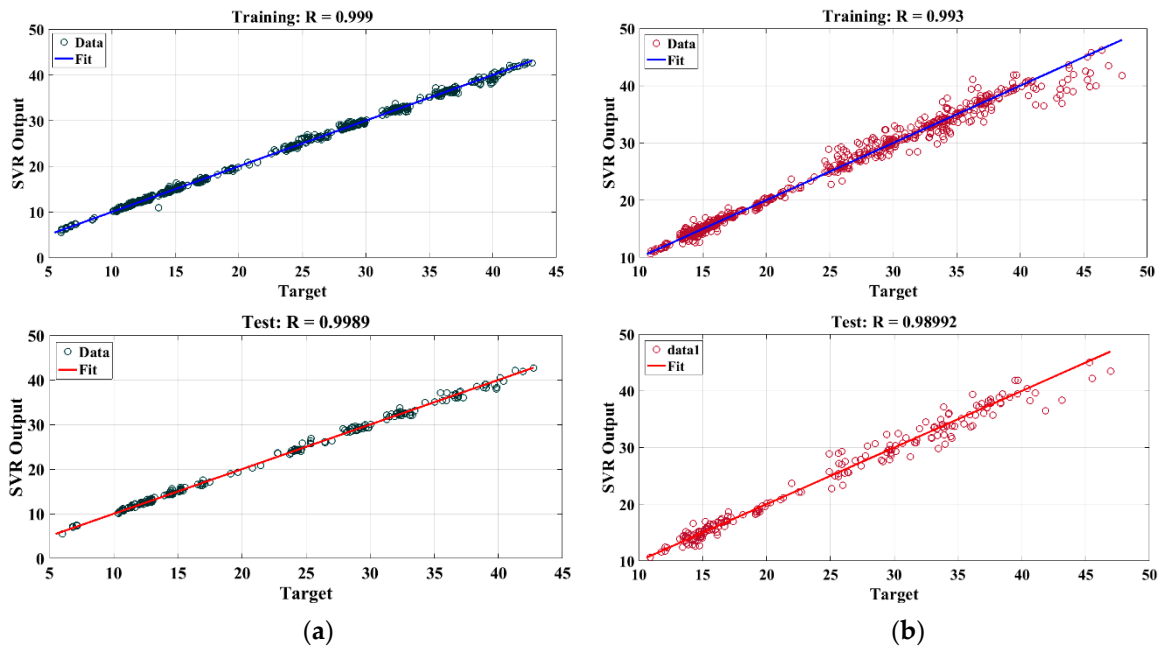 Training: R = 0.999
50
40
30
20
10
0
SVR Output
Data
Fit
5 10 15 20 25 30 35 40 45
Target
Training: R = 0.993
50
40
30
20
10
SVR Output
Data
Fit
10 15 20 25 30 35 40 45 50
Target
Test: R = 0.9989
50
40
30
20
10
0
SVR Output
Data
Fit
5 10 15 20 25 30 35 40 45
Target
(a)
Test: R = 0.98992
50
40
30
20
10
SVR Output
data1
Fit
10 15 20 25 30 35 40 45 50
Target
(b)